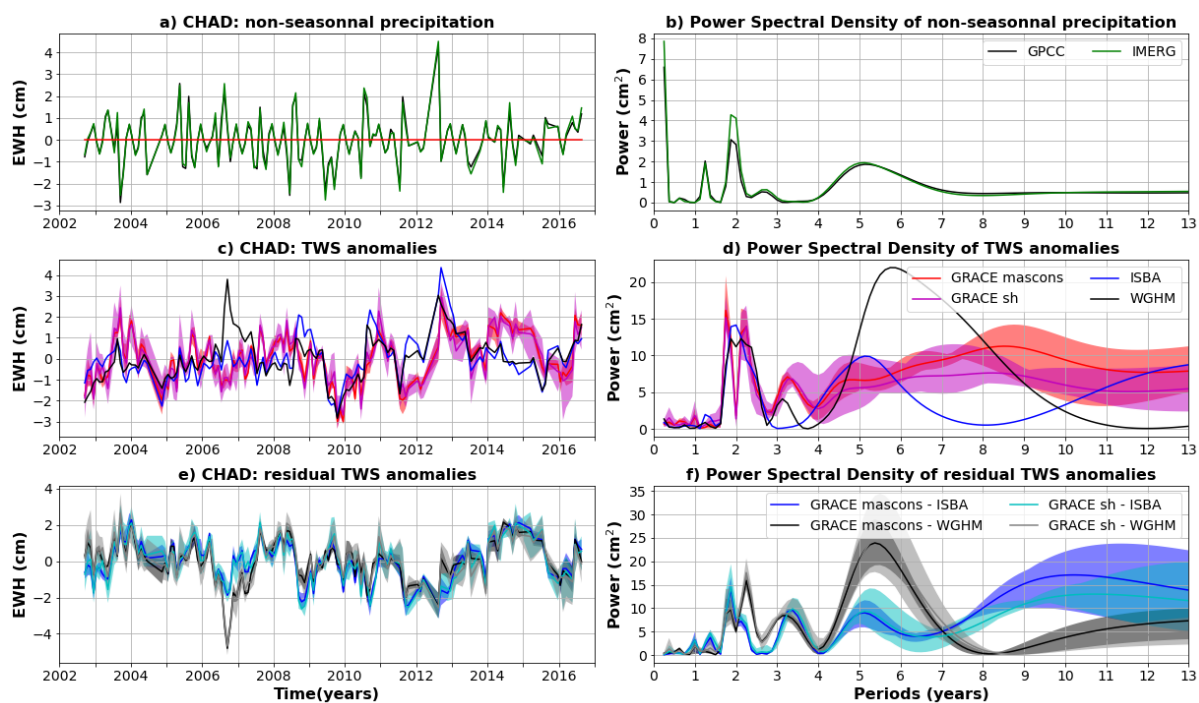 a) CHAD: non-seasonnal precipitation
EWH (cm)
4
3
2
1
0
−1
−2
−3
2002 2004 2006 2008 2010 2012 2014 2016
b) Power Spectral Density of non-seasonnal precipitation
Power (cm²)
8
7
6
5
4
3
2
1
0
GPCC IMERG
0 1 2 3 4 5 6 7 8 9 10 11 12 13
c) CHAD: TWS anomalies
EWH (cm)
4
3
2
1
0
−1
−2
−3
2002 2004 2006 2008 2010 2012 2014 2016
d) Power Spectral Density of TWS anomalies
Power (cm²)
20
15
10
5
0
GRACE mascons ISBA
GRACE sh WGHM
0 1 2 3 4 5 6 7 8 9 10 11 12 13
e) CHAD: residual TWS anomalies
EWH (cm)
4
2
0
−2
−4
2002 2004 2006 2008 2010 2012 2014 2016
Time(years)
f) Power Spectral Density of residual TWS anomalies
Power (cm²)
35
30
25
20
15
10
5
0
GRACE mascons - ISBA GRACE sh - ISBA
GRACE mascons - WGHM GRACE sh - WGHM
0 1 2 3 4 5 6 7 8 9 10 11 12 13
Periods (years)